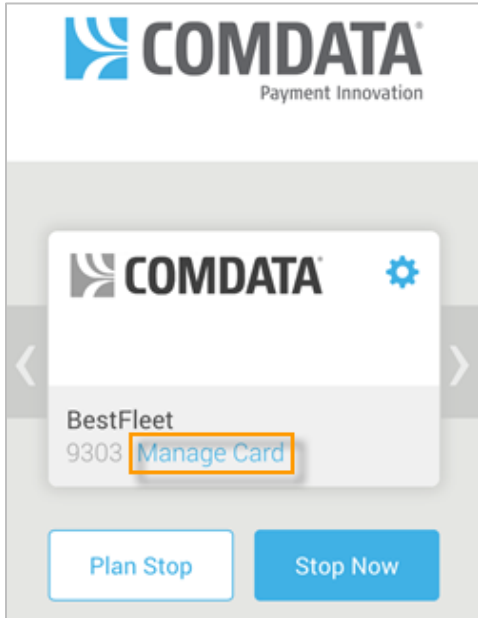 COMDATA
Payment Innovation
COMDATA
BestFleet
9303 Manage Card
Plan Stop
Stop Now